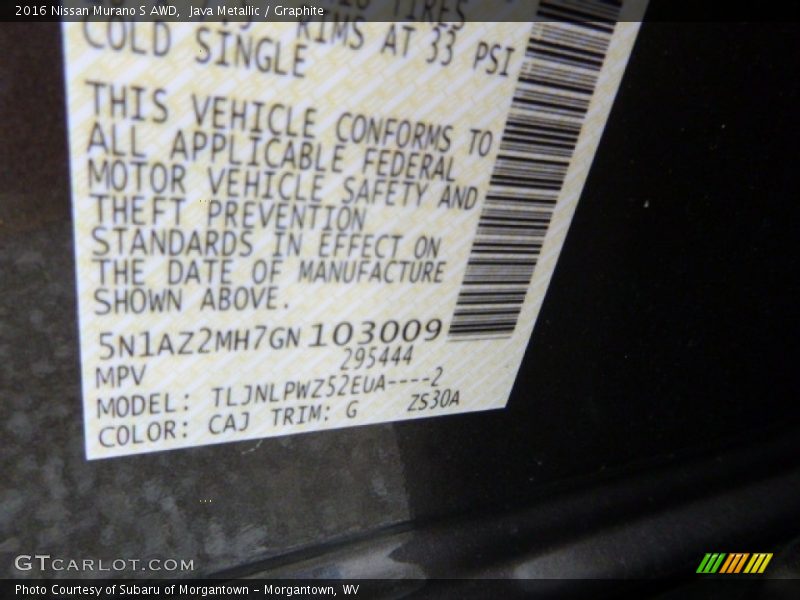 2016 Nissan Murano S AWD, Java Metallic / Graphite
TIRES
RIMS AT 33 PSI
COLD SINGLE
THIS VEHICLE CONFORMS TO
ALL APPLICABLE FEDERAL
MOTOR VEHICLE SAFETY AND
THEFT PREVENTION
STANDARDS IN EFFECT ON
THE DATE OF MANUFACTURE
SHOWN ABOVE.
5N1AZ2MH7GN103009
295444
MPV
MODEL: TLJNLPWZ52EUA----2
COLOR: CAJ TRIM: G ZS30A
GTCARLOT.COM
Photo Courtesy of Subaru of Morgantown - Morgantown, WV